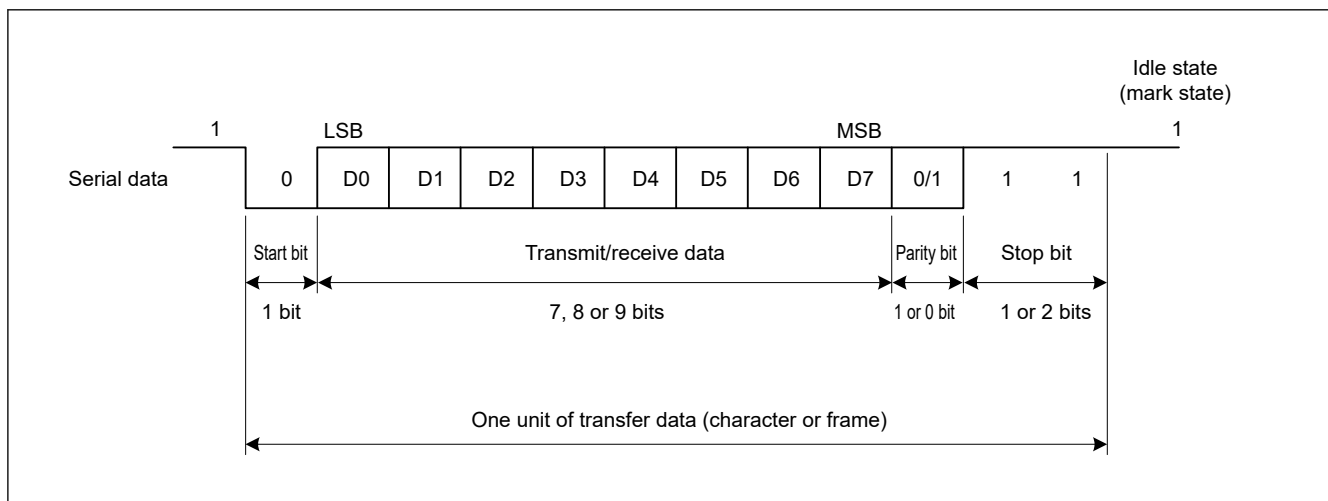 Idle state
(mark state)
1 LSB MSB 1
Serial data 0 D0 D1 D2 D3 D4 D5 D6 D7 0/1 1 1
Start bit Transmit/receive data Parity bit Stop bit
1 bit 7, 8 or 9 bits 1 or 0 bit 1 or 2 bits
One unit of transfer data (character or frame)